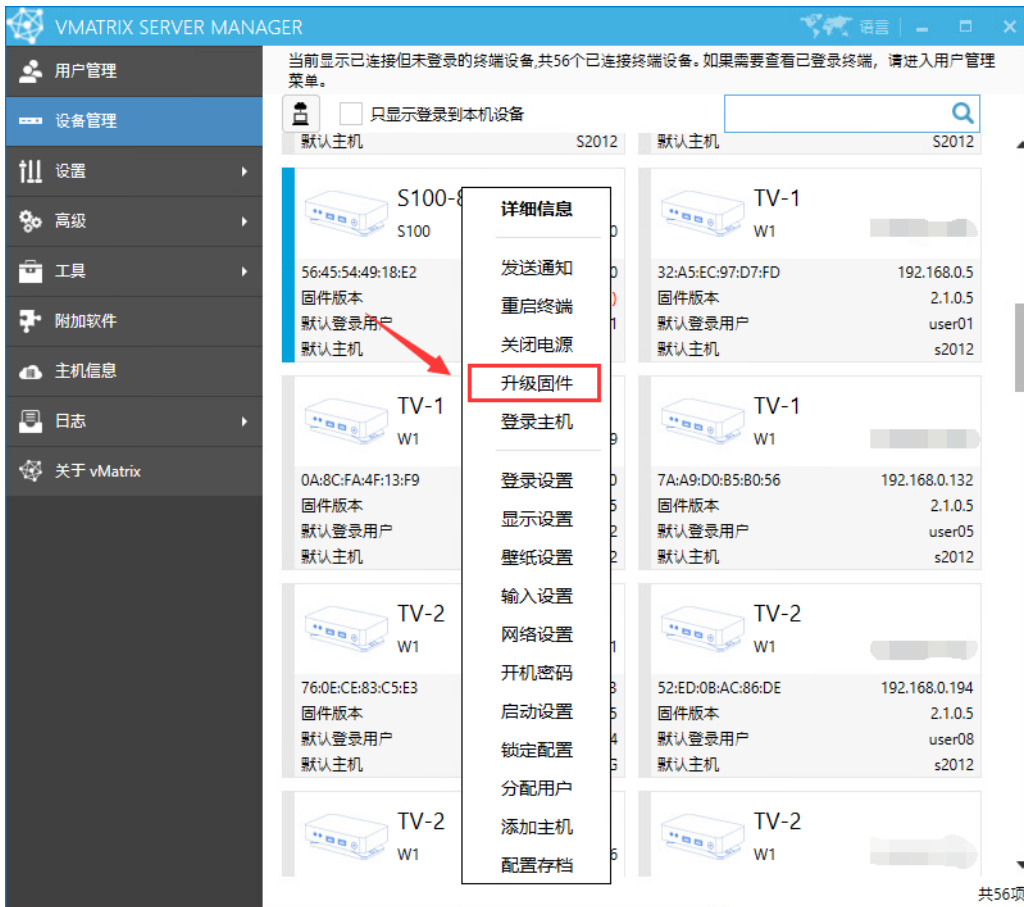 VMATRIX SERVER MANAGER
语言
用户管理
设备管理
设置
高级
工具
附加软件
主机信息
日志
关于 vMatrix
当前显示已连接但未登录的终端设备,共56个已连接终端设备。如果需要查看已登录终端，请进入用户管理
菜单。
只显示登录到本机设备
默认主机 S2012
默认主机 S2012
S100-8
S100 0
56:45:54:49:18:E2 0
固件版本 )
默认登录用户 1
默认主机
TV-1
W1
32:A5:EC:97:D7:FD 192.168.0.5
固件版本 2.1.0.5
默认登录用户 user01
默认主机 s2012
TV-1
W1 9
0A:8C:FA:4F:13:F9 0
固件版本 5
默认登录用户 2
默认主机 2
TV-1
W1
7A:A9:D0:B5:B0:56 192.168.0.132
固件版本 2.1.0.5
默认登录用户 user05
默认主机 s2012
TV-2
W1 1
76:0E:CE:83:C5:E3 3
固件版本 5
默认登录用户 4
默认主机 G
TV-2
W1
52:ED:0B:AC:86:DE 192.168.0.194
固件版本 2.1.0.5
默认登录用户 user08
默认主机 s2012
TV-2
W1 6
TV-2
W1
详细信息
发送通知
重启终端
关闭电源
升级固件
登录主机
登录设置
显示设置
壁纸设置
输入设置
网络设置
开机密码
启动设置
锁定配置
分配用户
添加主机
配置存档
共56项